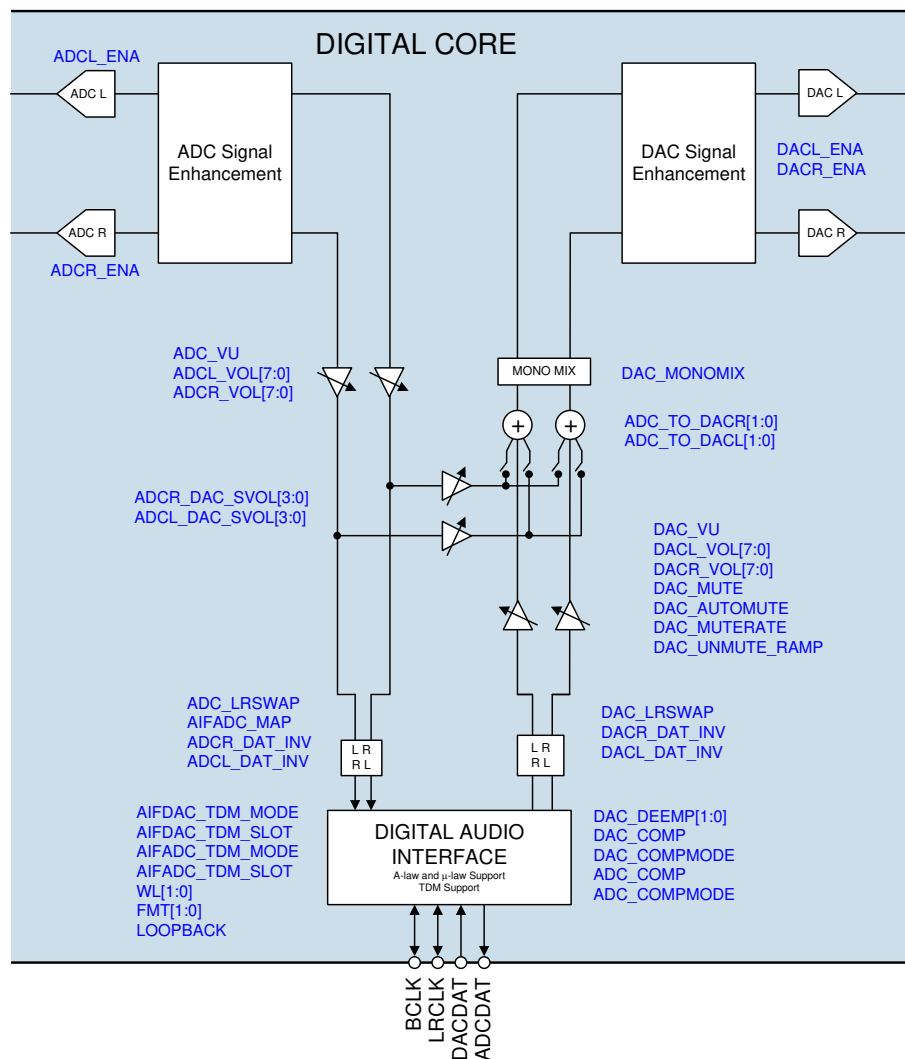 DIGITAL CORE
ADCL_ENA
ADC L
ADC R
ADCR_ENA
ADC Signal
Enhancement
DAC Signal
Enhancement
DAC L
DACL_ENA
DACR_ENA
DAC R
ADC_VU
ADCL_VOL[7:0]
ADCR_VOL[7:0]
MONO MIX
DAC_MONOMIX
+
+
ADC_TO_DACR[1:0]
ADC_TO_DACL[1:0]
ADCR_DAC_SVOL[3:0]
ADCL_DAC_SVOL[3:0]
DAC_VU
DACL_VOL[7:0]
DACR_VOL[7:0]
DAC_MUTE
DAC_AUTOMUTE
DAC_MUTERATE
DAC_UNMUTE_RAMP
ADC_LRSWAP
AIFADC_MAP
ADCR_DAT_INV
ADCL_DAT_INV
L R
R L
L R
R L
DAC_LRSWAP
DACR_DAT_INV
DACL_DAT_INV
AIFDAC_TDM_MODE
AIFDAC_TDM_SLOT
AIFADC_TDM_MODE
AIFADC_TDM_SLOT
WL[1:0]
FMT[1:0]
LOOPBACK
DIGITAL AUDIO
INTERFACE
A-law and μ-law Support
TDM Support
DAC_DEEMP[1:0]
DAC_COMP
DAC_COMPMODE
ADC_COMP
ADC_COMPMODE
BCLK
LRCLK
DACDAT
ADCDAT